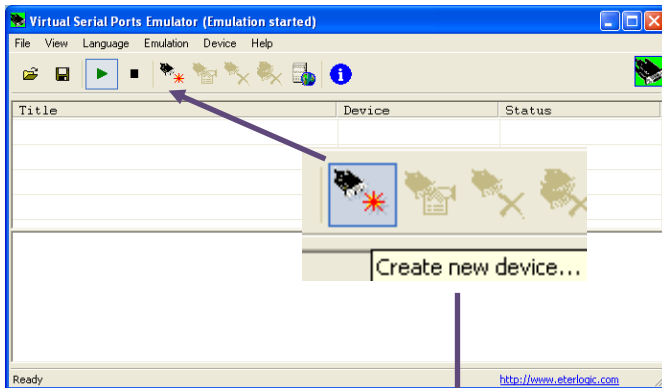 Virtual Serial Ports Emulator (Emulation started)
File View Language Emulation Device Help
Title Device Status
Create new device...
Ready http://www.eterlogic.com